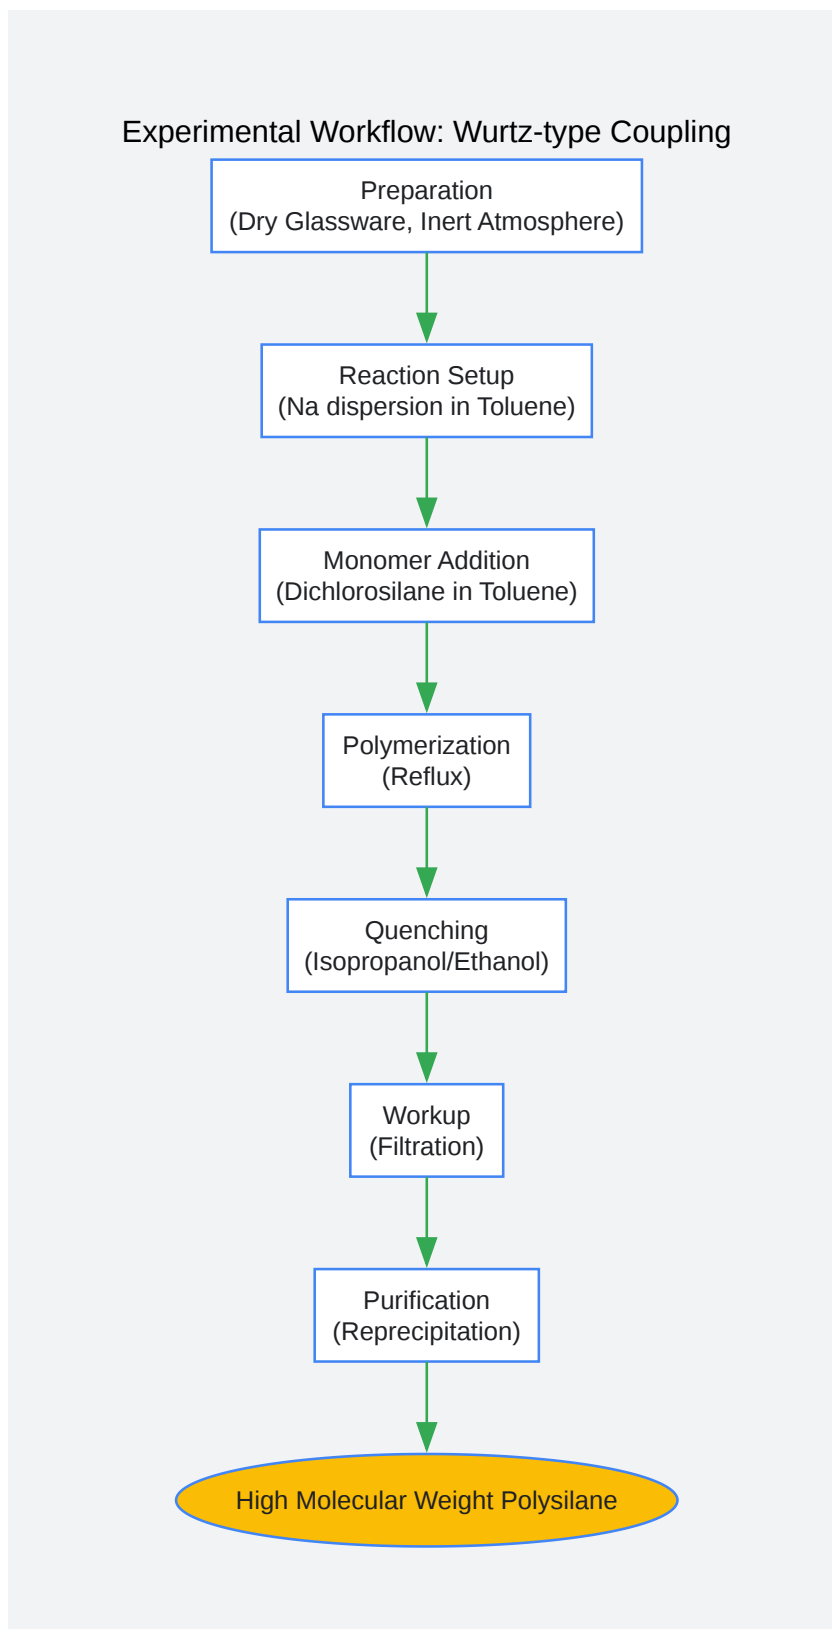 Experimental Workflow: Wurtz-type Coupling
Preparation
(Dry Glassware, Inert Atmosphere)
Reaction Setup
(Na dispersion in Toluene)
Monomer Addition
(Dichlorosilane in Toluene)
Polymerization
(Reflux)
Quenching
(Isopropanol/Ethanol)
Workup
(Filtration)
Purification
(Reprecipitation)
High Molecular Weight Polysilane